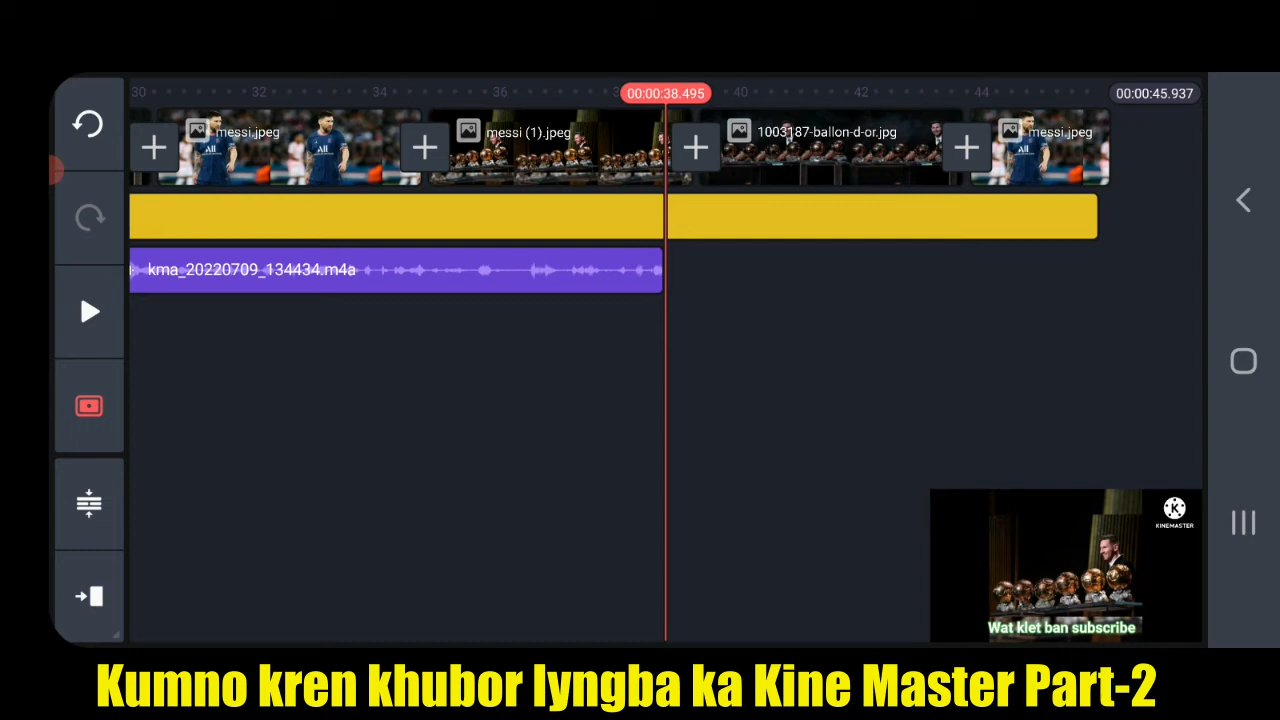 30 32 34 36 00:00:38.495 40 42 44 00:00:45.937
messi.jpeg messi (1).jpeg 1003187-ballon-d-or.jpg messi.jpeg
kma_20220709_134434.m4a
K
KINEMASTER
Wat klet ban subscribe
Kumno kren khubor lyngba ka Kine Master Part-2